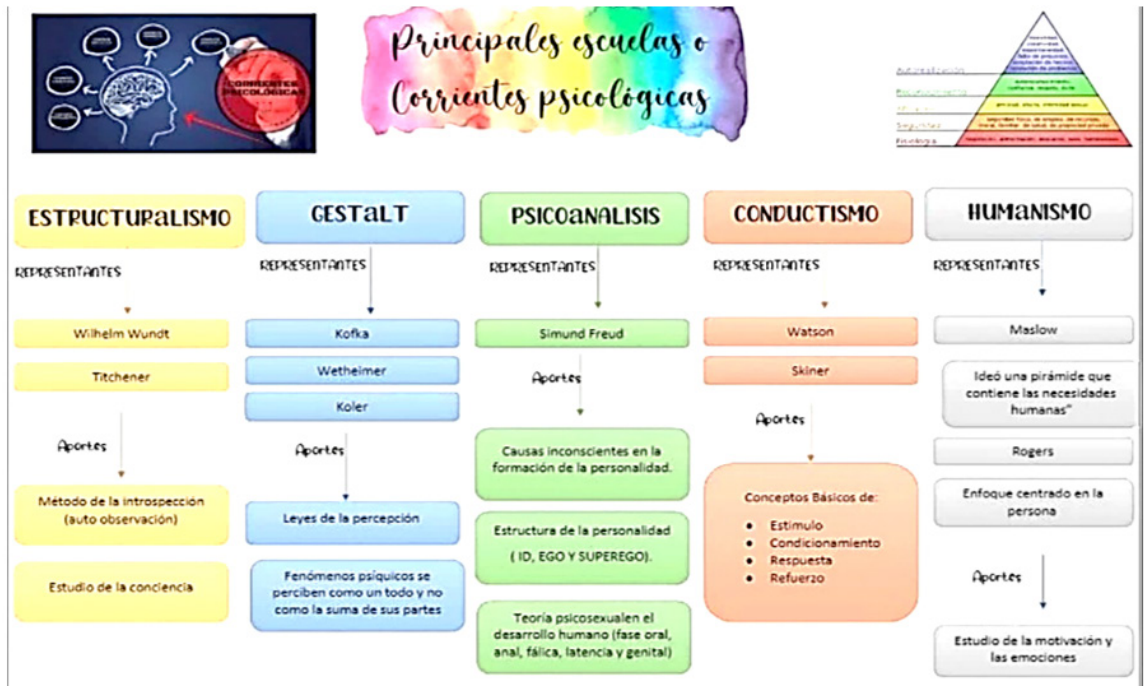 Principales escuelas o
Corrientes psicológicas
CORRIENTES
PSICOLÓGICAS
Autorealización
Reconocimiento
Afiliación
Seguridad
Fisiología
ESTRUCTURALISMO
REPRESENTANTES
Wilhelm Wundt
Titchener
Aportes
Método de la introspección
(auto observación)
Estudio de la conciencia
GESTALT
REPRESENTANTES
Kofka
Wetheimer
Koler
Aportes
Leyes de la percepción
Fenómenos psíquicos se
perciben como un todo y no
como la suma de sus partes
PSICOANALISIS
REPRESENTANTES
Simund Freud
Aportes
Causas inconscientes en la
formación de la personalidad.
Estructura de la personalidad
( ID, EGO Y SUPEREGO).
Teoría psicosexualen el
desarrollo humano (fase oral,
anal, fálica, latencia y genital)
CONDUCTISMO
REPRESENTANTES
Watson
Skiner
Aportes
Conceptos Básicos de:
• Estimulo
• Condicionamiento
• Respuesta
• Refuerzo
HUMANISMO
REPRESENTANTES
Maslow
Ideó una pirámide que
contiene las necesidades
humanas"
Rogers
Enfoque centrado en la
persona
Aportes
Estudio de la motivación y
las emociones